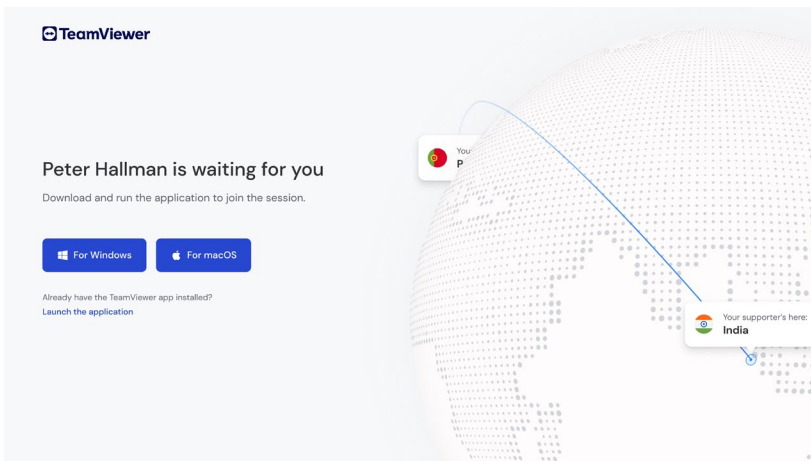 TeamViewer
Peter Hallman is waiting for you
Download and run the application to join the session.
For Windows
For macOS
Already have the TeamViewer app installed?
Launch the application
You
P
Your supporter's here:
India